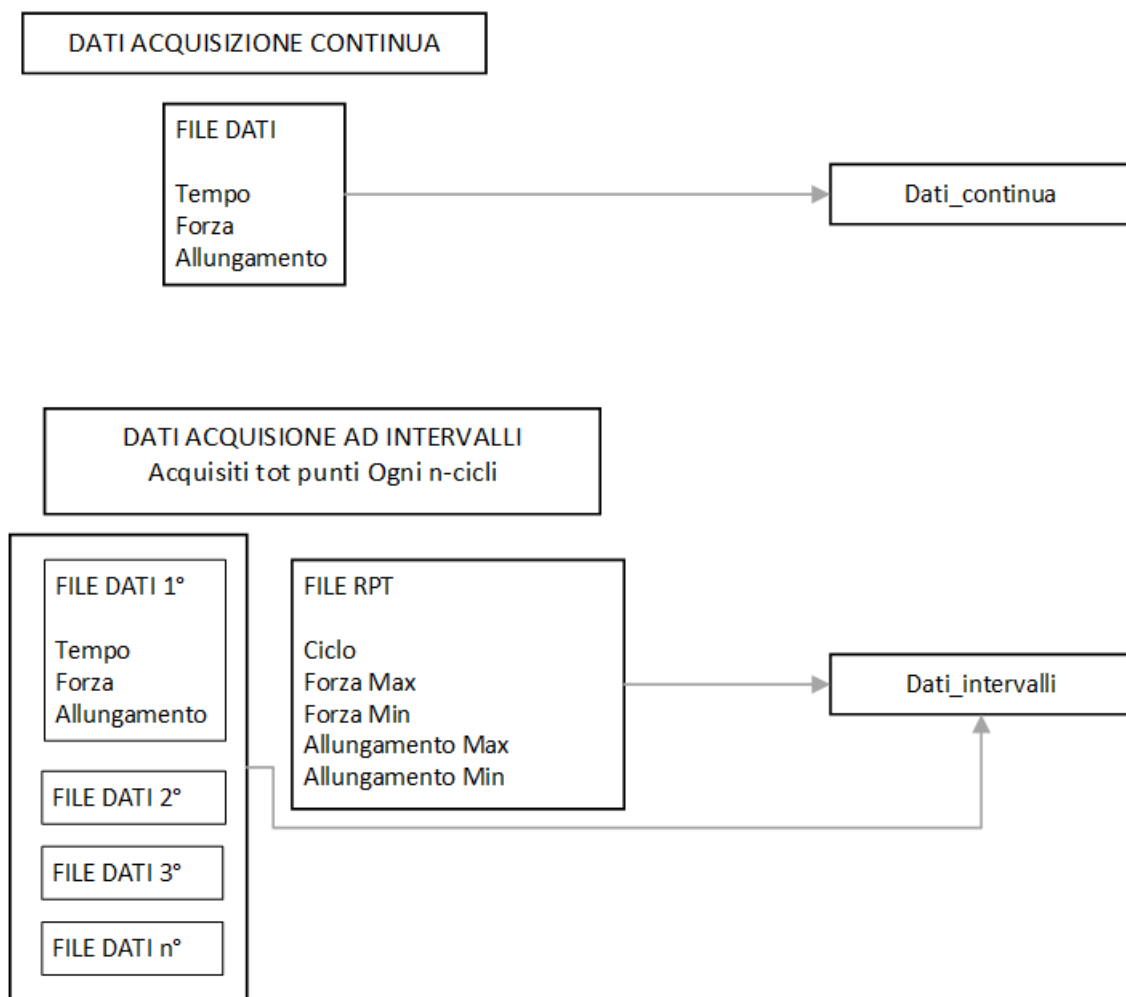 DATI ACQUISIZIONE CONTINUA
FILE DATI
Tempo
Forza
Allungamento
Dati_continua
DATI ACQUISIONE AD INTERVALLI
Acquisiti tot punti Ogni n-cicli
FILE DATI 1°
Tempo
Forza
Allungamento
FILE DATI 2°
FILE DATI 3°
FILE DATI n°
FILE RPT
Ciclo
Forza Max
Forza Min
Allungamento Max
Allungamento Min
Dati_intervalli